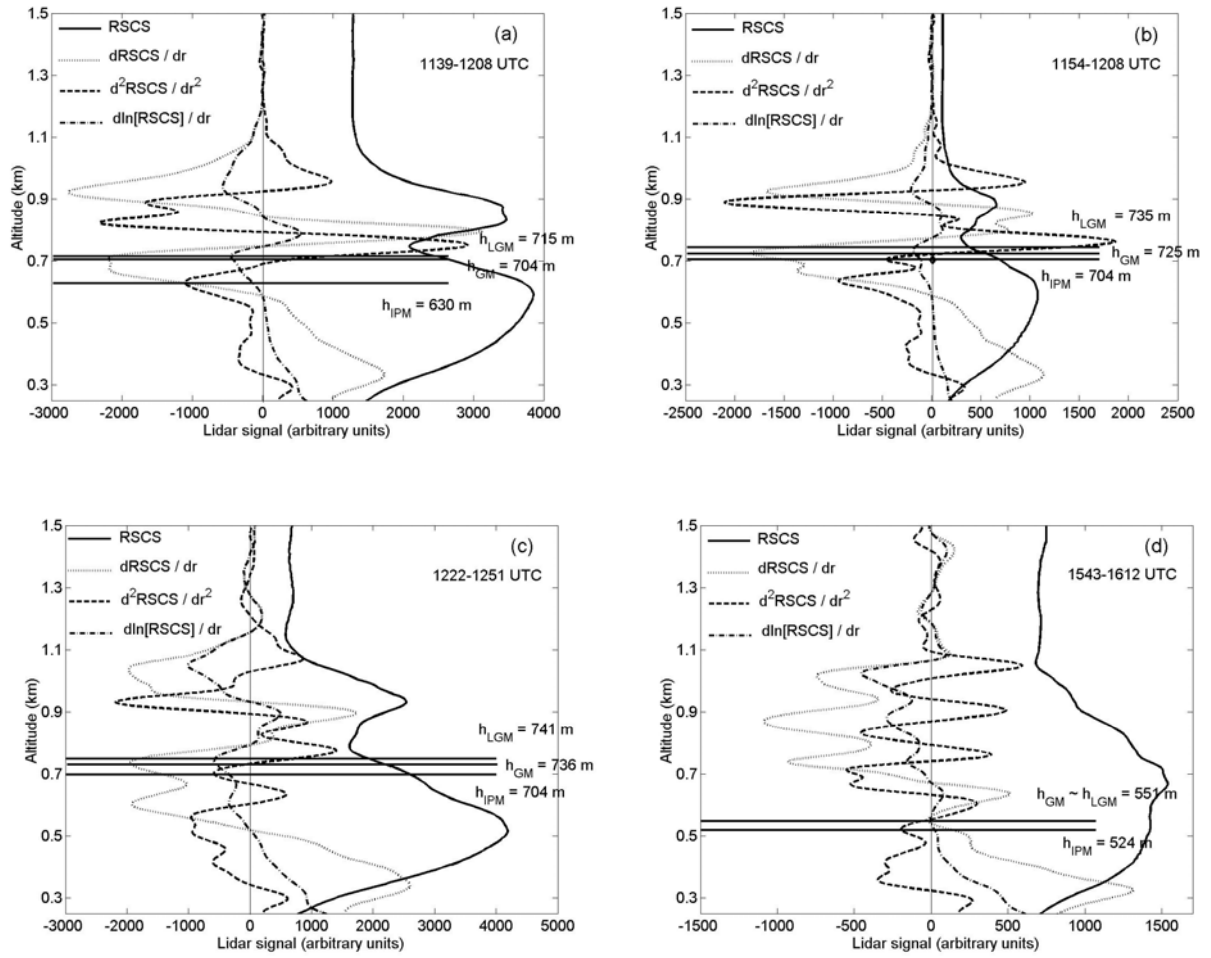 (a)
1139-1208 UTC
RSCS
dRSCS / dr
d²RSCS / dr²
dln[RSCS] / dr
h_LGM = 715 m
h_GM = 704 m
h_IPM = 630 m
Altitude (km)
1.5
1.3
1.1
0.9
0.7
0.5
0.3
-3000 -2000 -1000 0 1000 2000 3000 4000
Lidar signal (arbitrary units)
(b)
1154-1208 UTC
RSCS
dRSCS / dr
d²RSCS / dr²
dln[RSCS] / dr
h_LGM = 735 m
h_GM = 725 m
h_IPM = 704 m
Altitude (km)
1.5
1.3
1.1
0.9
0.7
0.5
0.3
-2500 -2000 -1500 -1000 -500 0 500 1000 1500 2000 2500
Lidar signal (arbitrary units)
(c)
1222-1251 UTC
RSCS
dRSCS / dr
d²RSCS / dr²
dln[RSCS] / dr
h_LGM = 741 m
h_GM = 736 m
h_IPM = 704 m
Altitude (km)
1.5
1.3
1.1
0.9
0.7
0.5
0.3
-3000 -2000 -1000 0 1000 2000 3000 4000 5000
Lidar signal (arbitrary units)
(d)
1543-1612 UTC
RSCS
dRSCS / dr
d²RSCS / dr²
dln[RSCS] / dr
h_GM ~ h_LGM = 551 m
h_IPM = 524 m
Altitude (km)
1.5
1.3
1.1
0.9
0.7
0.5
0.3
-1500 -1000 -500 0 500 1000 1500
Lidar signal (arbitrary units)